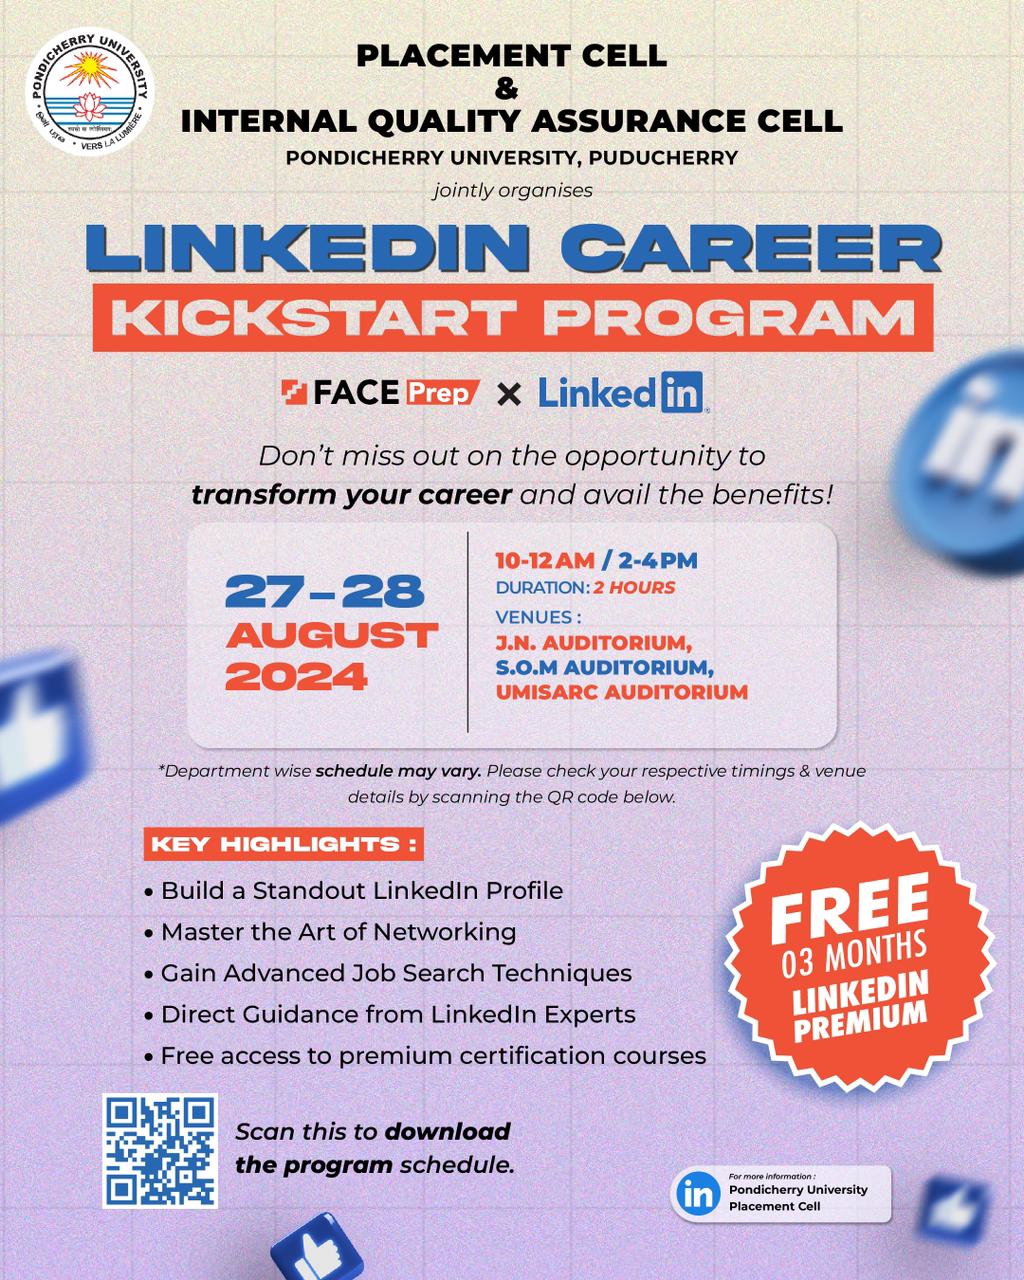 PONDICHERRY UNIVERSITY
VERS LA LUMIÈRE
PLACEMENT CELL
&
INTERNAL QUALITY ASSURANCE CELL
PONDICHERRY UNIVERSITY, PUDUCHERRY
jointly organises
LINKEDIN CAREER
KICKSTART PROGRAM
FACE Prep × Linked in
Don't miss out on the opportunity to
transform your career and avail the benefits!
27–28
AUGUST
2024
10-12 AM / 2-4 PM
DURATION: 2 HOURS
VENUES :
J.N. AUDITORIUM,
S.O.M AUDITORIUM,
UMISARC AUDITORIUM
*Department wise schedule may vary. Please check your respective timings & venue
details by scanning the QR code below.
KEY HIGHLIGHTS :
• Build a Standout LinkedIn Profile
• Master the Art of Networking
• Gain Advanced Job Search Techniques
• Direct Guidance from LinkedIn Experts
• Free access to premium certification courses
FREE
03 MONTHS
LINKEDIN
PREMIUM
Scan this to download
the program schedule.
in
For more information :
Pondicherry University
Placement Cell
in